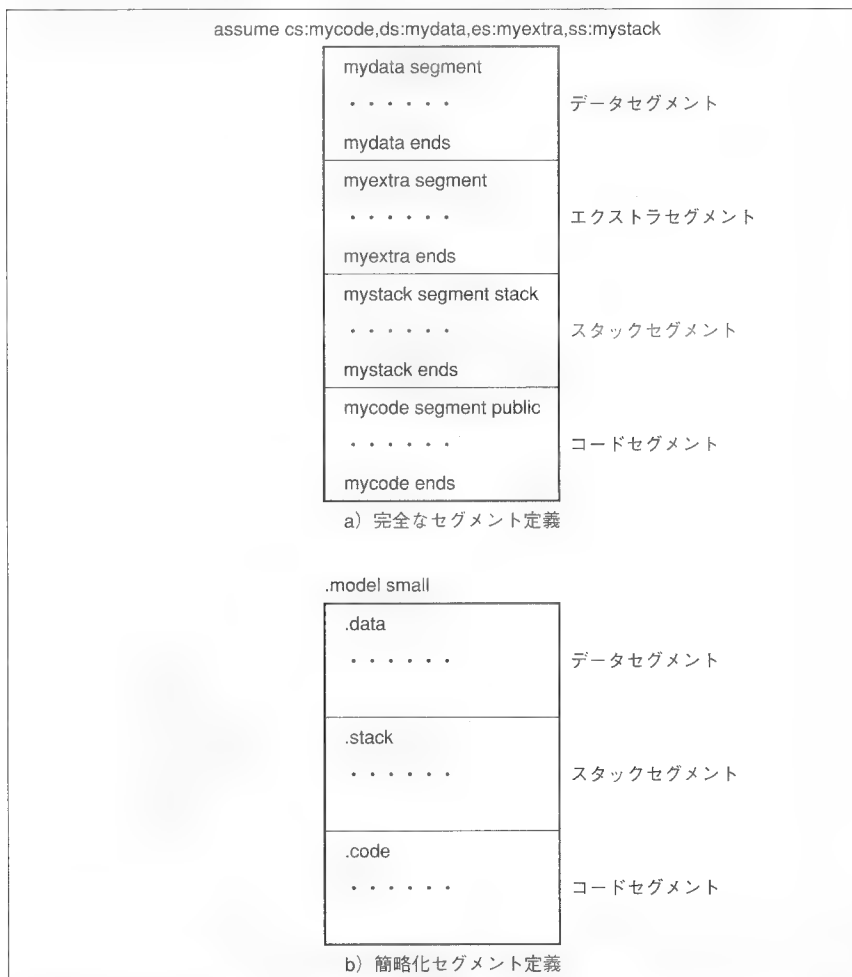 assume cs:mycode,ds:mydata,es:myextra,ss:mystack
mydata segment
・・・・・・
データセグメント
mydata ends
myextra segment
・・・・・・
エクストラセグメント
myextra ends
mystack segment stack
・・・・・・
スタックセグメント
mystack ends
mycode segment public
・・・・・・
コードセグメント
mycode ends
a）完全なセグメント定義
.model small
.data
・・・・・・
データセグメント
.stack
・・・・・・
スタックセグメント
.code
・・・・・・
コードセグメント
b）簡略化セグメント定義